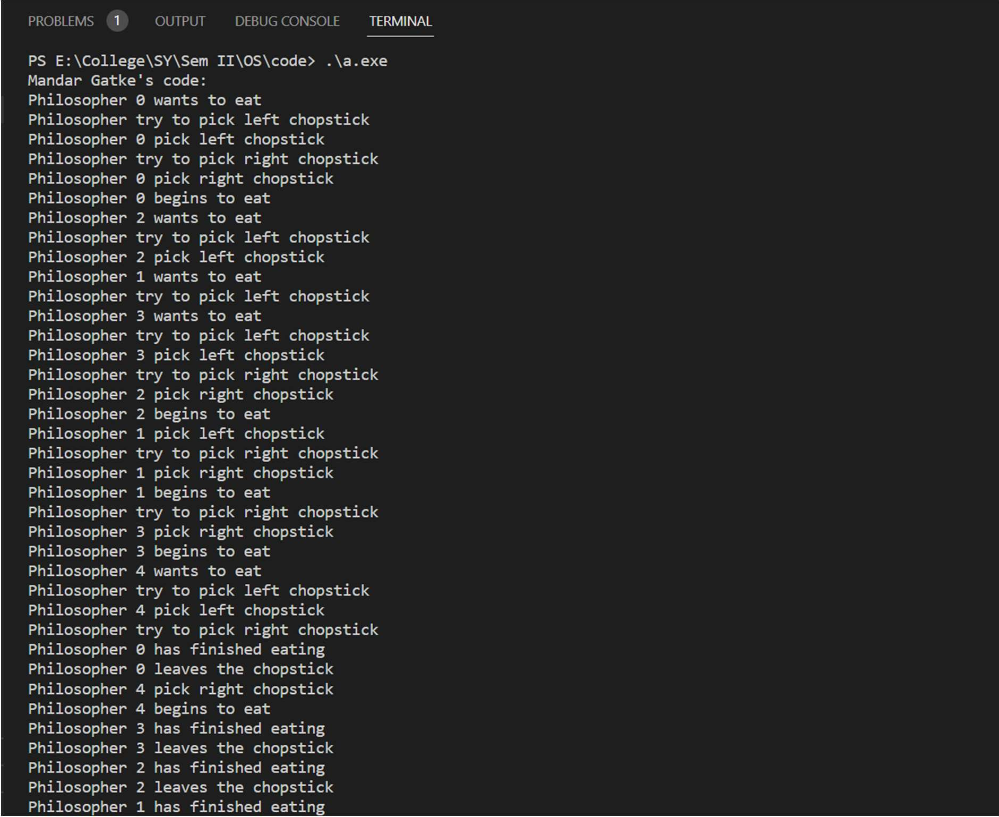 PROBLEMS 1 OUTPUT DEBUG CONSOLE TERMINAL
PS E:\College\SY\Sem II\OS\code> .\a.exe
Mandar Gatke's code:
Philosopher 0 wants to eat
Philosopher try to pick left chopstick
Philosopher 0 pick left chopstick
Philosopher try to pick right chopstick
Philosopher 0 pick right chopstick
Philosopher 0 begins to eat
Philosopher 2 wants to eat
Philosopher try to pick left chopstick
Philosopher 2 pick left chopstick
Philosopher 1 wants to eat
Philosopher try to pick left chopstick
Philosopher 3 wants to eat
Philosopher try to pick left chopstick
Philosopher 3 pick left chopstick
Philosopher try to pick right chopstick
Philosopher 2 pick right chopstick
Philosopher 2 begins to eat
Philosopher 1 pick left chopstick
Philosopher try to pick right chopstick
Philosopher 1 pick right chopstick
Philosopher 1 begins to eat
Philosopher try to pick right chopstick
Philosopher 3 pick right chopstick
Philosopher 3 begins to eat
Philosopher 4 wants to eat
Philosopher try to pick left chopstick
Philosopher 4 pick left chopstick
Philosopher try to pick right chopstick
Philosopher 0 has finished eating
Philosopher 0 leaves the chopstick
Philosopher 4 pick right chopstick
Philosopher 4 begins to eat
Philosopher 3 has finished eating
Philosopher 3 leaves the chopstick
Philosopher 2 has finished eating
Philosopher 2 leaves the chopstick
Philosopher 1 has finished eating